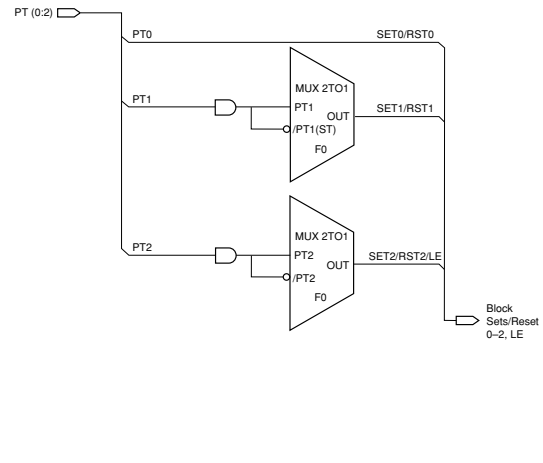 PT (0:2)
PT0
SET0/RST0
MUX 2TO1
PT1
PT1
OUT
SET1/RST1
/PT1(ST)
F0
MUX 2TO1
PT2
PT2
OUT
SET2/RST2/LE
/PT2
F0
Block
Sets/Reset
0–2, LE